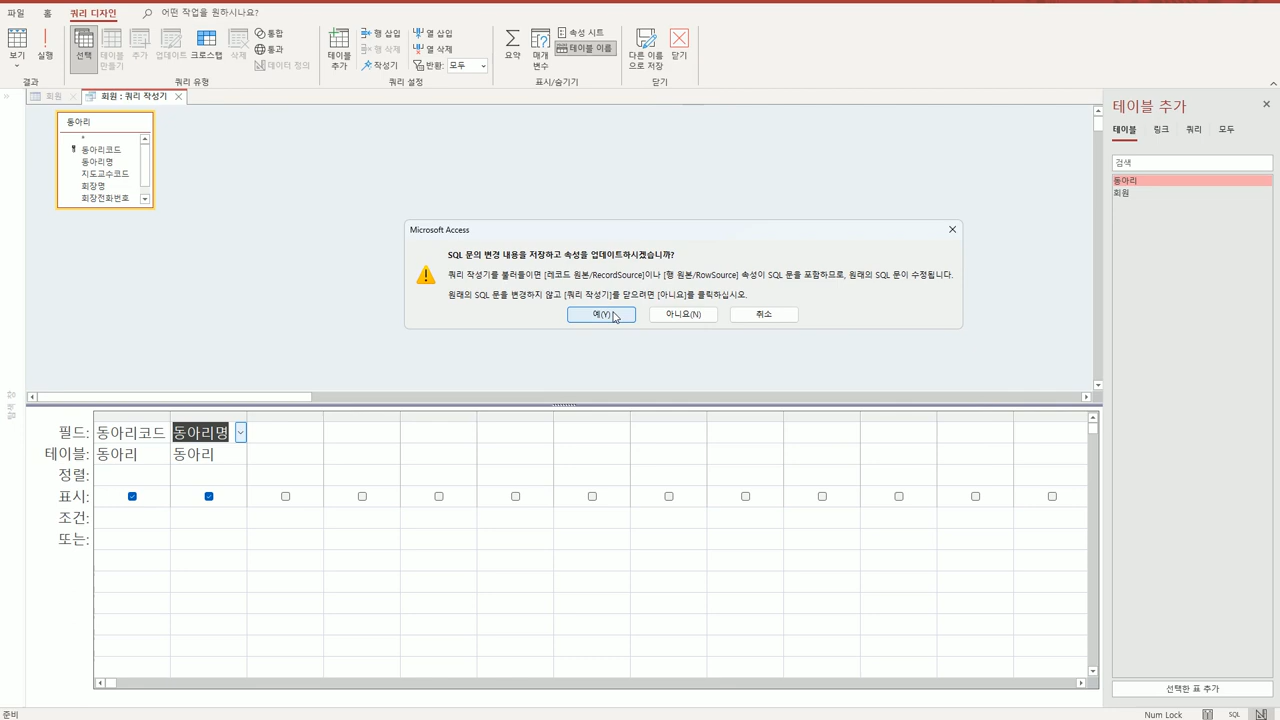 파일 홈 쿼리 디자인 어떤 작업을 원하시나요?
보기 실행
선택 테이블 만들기 추가 업데이트 크로스탭 삭제
통합
통과
데이터 정의
테이블 추가
행 삽입
행 삭제
작성기
열 삽입
열 삭제
반환: 모두
요약 매개 변수
속성 시트
테이블 이름
다른 이름으로 저장 닫기
결과 쿼리 유형 쿼리 설정 표시/숨기기 닫기
회원 회원 : 쿼리 작성기
동아리
*
동아리코드
동아리명
지도교수코드
회장명
회장전화번호
Microsoft Access
SQL 문의 변경 내용을 저장하고 속성을 업데이트하시겠습니까?
쿼리 작성기를 불러들이면 [레코드 원본/RecordSource]이나 [행 원본/RowSource] 속성이 SQL 문을 포함하므로, 원래의 SQL 문이 수정됩니다.
원래의 SQL 문을 변경하지 않고 [쿼리 작성기]를 닫으려면 [아니요]를 클릭하십시오.
예(Y) 아니요(N) 취소
탐색 창
필드: 동아리코드 동아리명
테이블: 동아리 동아리
정렬:
표시:
조건:
또는:
테이블 추가
테이블 링크 쿼리 모두
검색
동아리
회원
선택한 표 추가
준비 Num Lock SQL